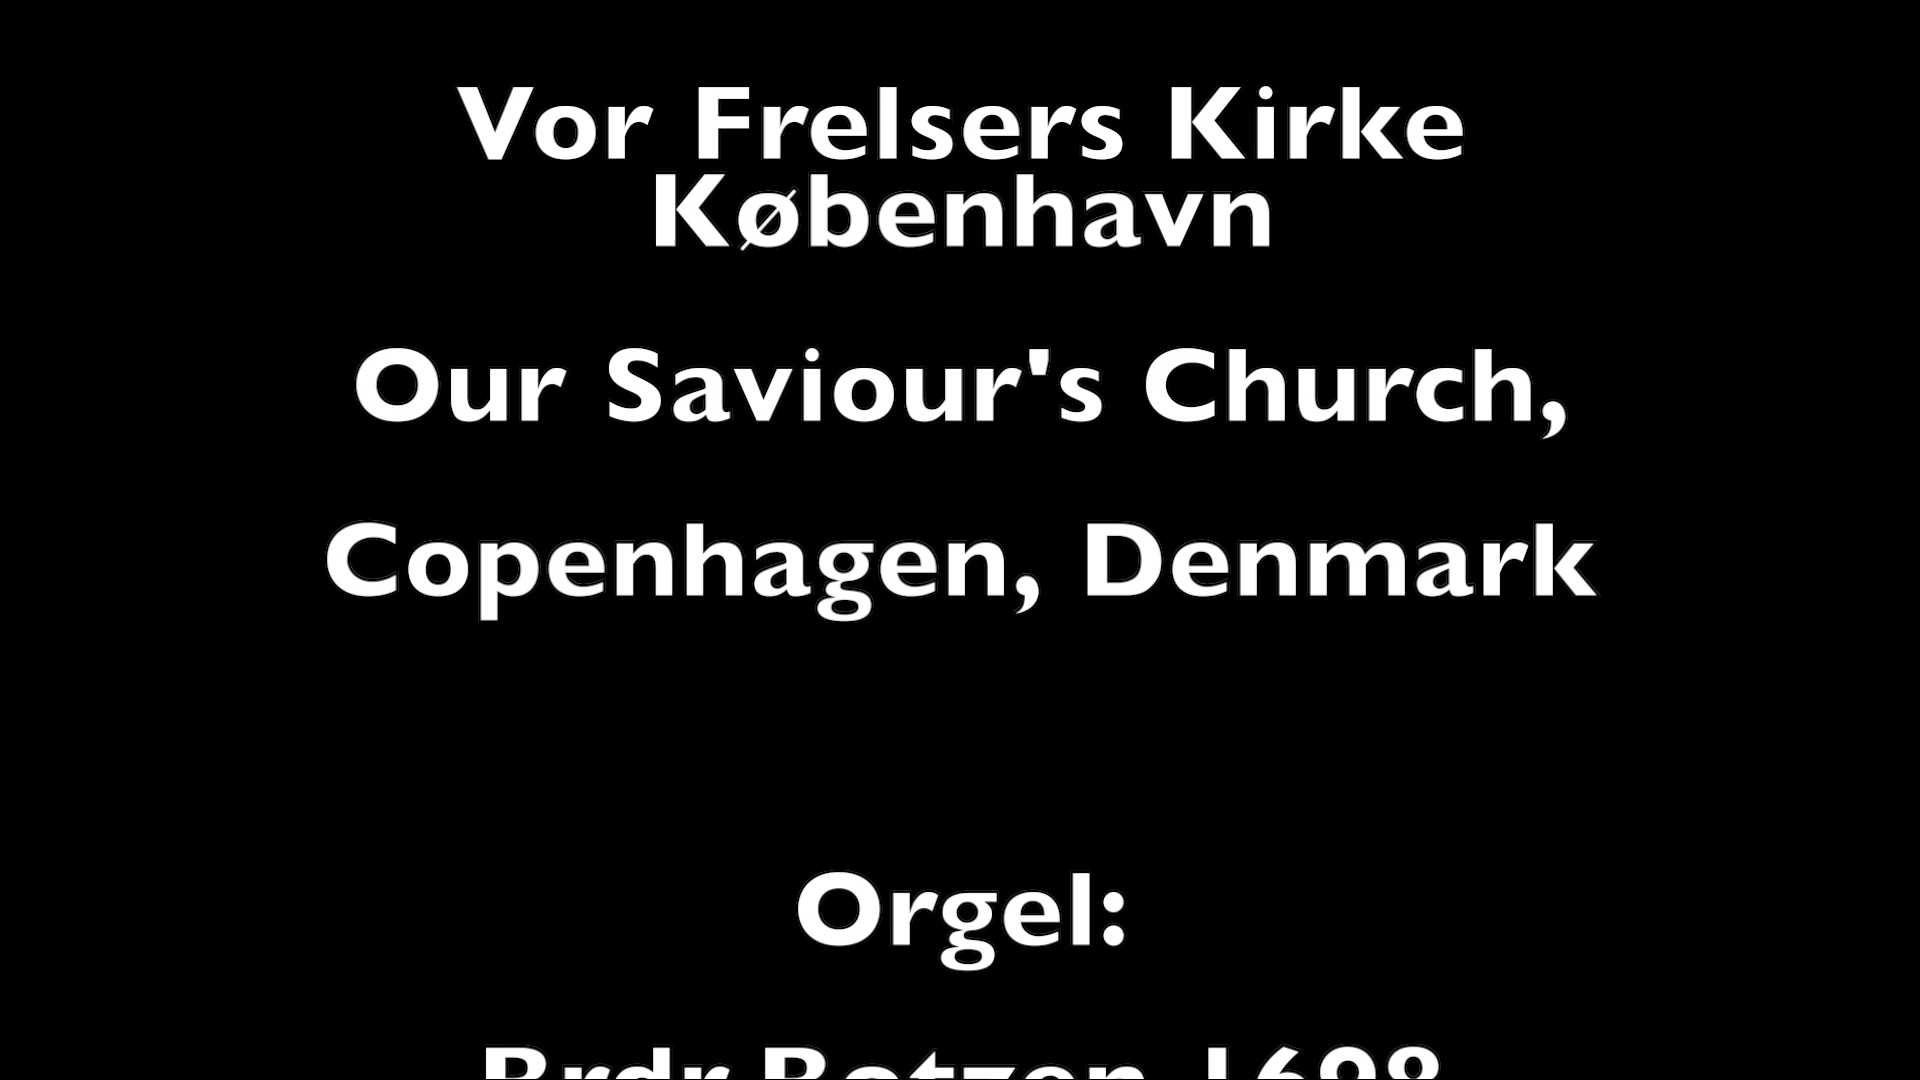 Vor Frelsers Kirke
København
Our Saviour's Church,
Copenhagen, Denmark
Orgel: